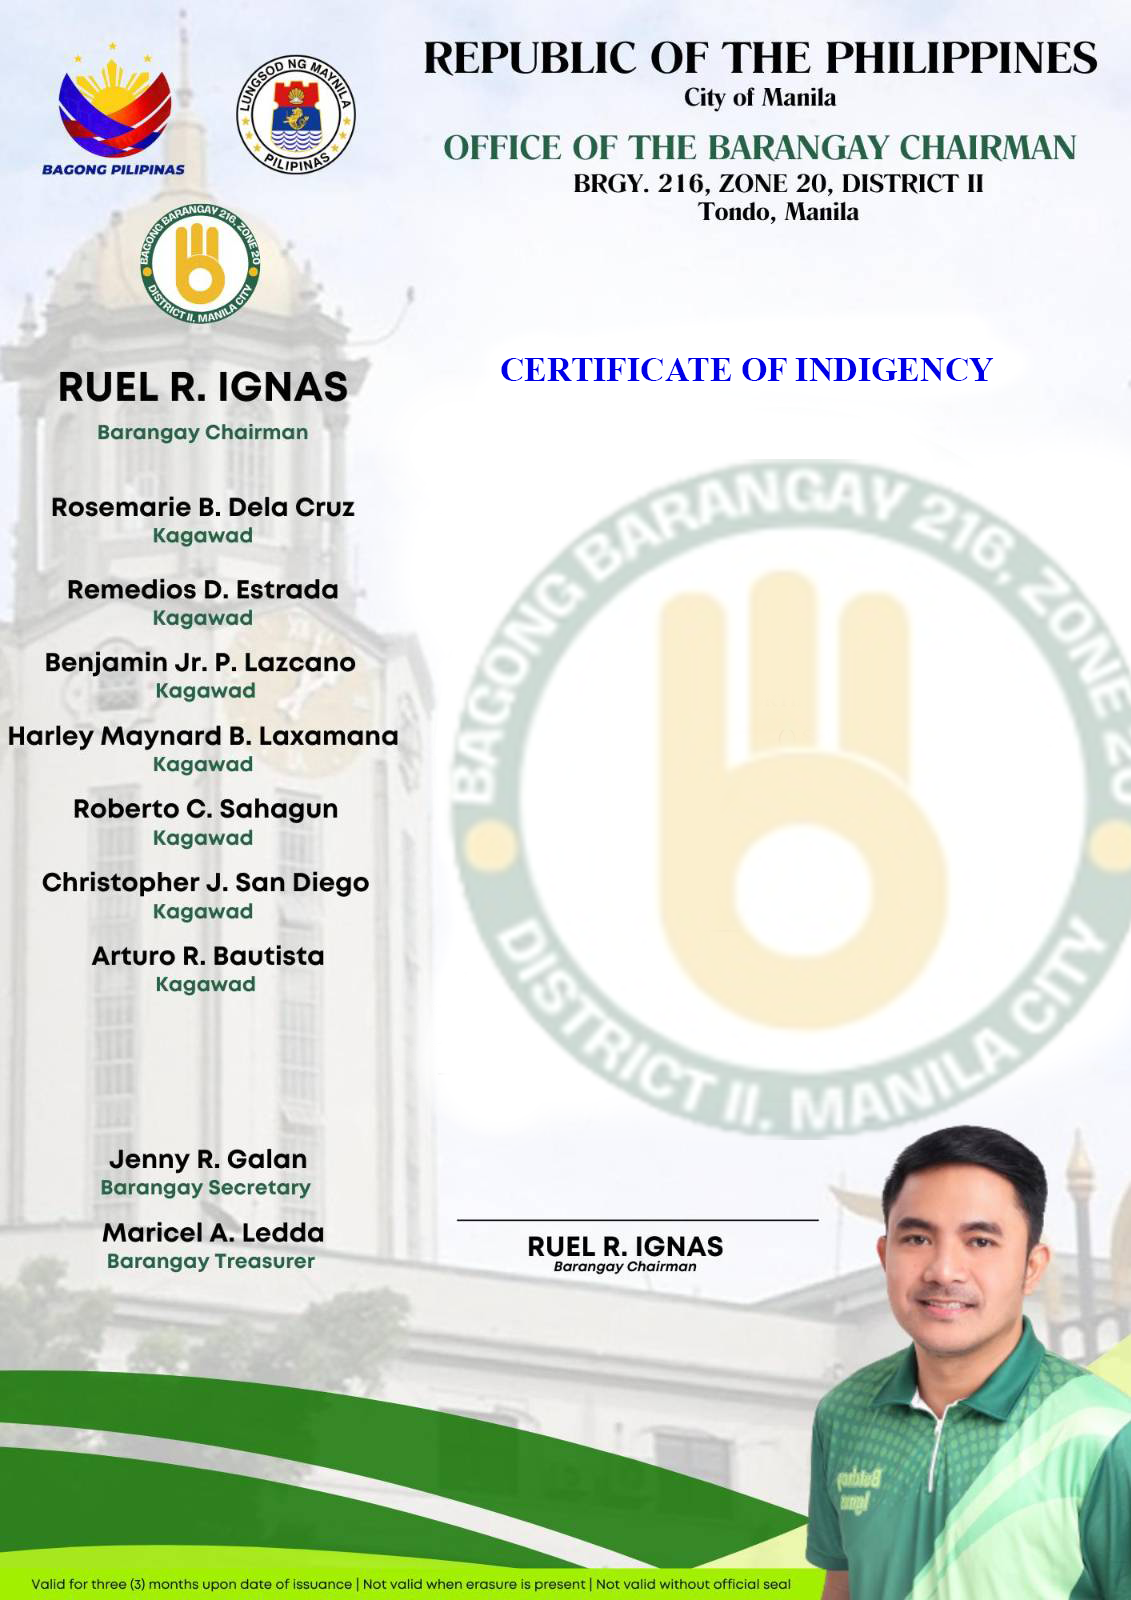 BAGONG PILIPINAS
LUNGSOD NG MAYNILA
PILIPINAS
REPUBLIC OF THE PHILIPPINES
City of Manila
OFFICE OF THE BARANGAY CHAIRMAN
BRGY. 216, ZONE 20, DISTRICT II
Tondo, Manila
BAGONG BARANGAY 216, ZONE 20
DISTRICT II, MANILA CITY
CERTIFICATE OF INDIGENCY
RUEL R. IGNAS
Barangay Chairman
Rosemarie B. Dela Cruz
Kagawad
Remedios D. Estrada
Kagawad
Benjamin Jr. P. Lazcano
Kagawad
Harley Maynard B. Laxamana
Kagawad
Roberto C. Sahagun
Kagawad
Christopher J. San Diego
Kagawad
Arturo R. Bautista
Kagawad
Jenny R. Galan
Barangay Secretary
Maricel A. Ledda
Barangay Treasurer
BAGONG BARANGAY 216, ZONE 20
DISTRICT II. MANILA CITY
RUEL R. IGNAS
Barangay Chairman
Valid for three (3) months upon date of issuance | Not valid when erasure is present | Not valid without official seal